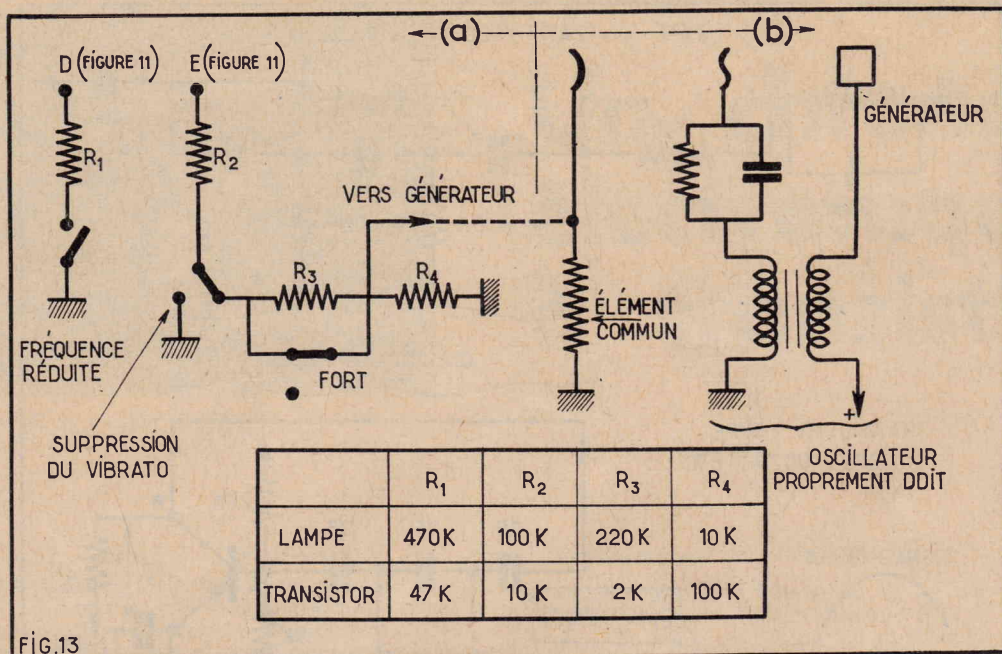 (a) (b)
D (FIGURE 11) E (FIGURE 11)
GÉNÉRATEUR
R1 R2
VERS GÉNÉRATEUR
R3 R4
ÉLÉMENT
COMMUN
FRÉQUENCE
RÉDUITE
FORT
+
SUPPRESSION
DU VIBRATO
OSCILLATEUR
PROPREMENT DDIT
R1 R2 R3 R4
LAMPE 470K 100 K 220 K 10 K
TRANSISTOR 47 K 10 K 2 K 100 K
FIG.13